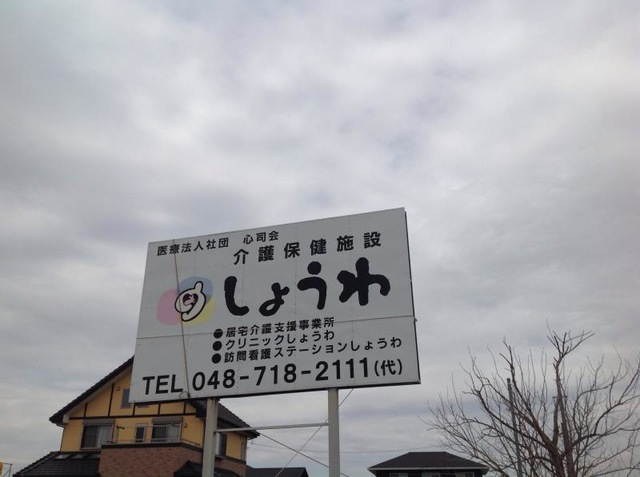 医療法人社団 心司会
介護保健施設
しょうわ
●居宅介護支援事業所
●クリニックしょうわ
●訪問看護ステーションしょうわ
TEL 048-718-2111(代)